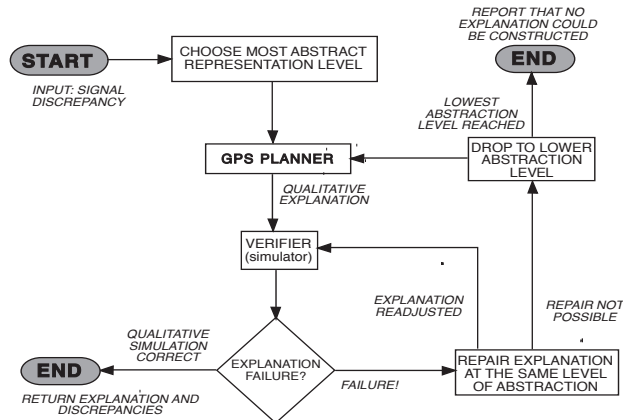 REPORT THAT NO
EXPLANATION COULD
BE CONSTRUCTED
START
CHOOSE MOST ABSTRACT
REPRESENTATION LEVEL
END
INPUT: SIGNAL
DISCREPANCY
LOWEST
ABSTRACTION
LEVEL REACHED
GPS PLANNER
DROP TO LOWER
ABSTRACTION
LEVEL
QUALITATIVE
EXPLANATION
VERIFIER
(simulator)
EXPLANATION
READJUSTED
REPAIR NOT
POSSIBLE
QUALITATIVE
SIMULATION
CORRECT
END
EXPLANATION
FAILURE?
FAILURE!
REPAIR EXPLANATION
AT THE SAME LEVEL
OF ABSTRACTION
RETURN EXPLANATION AND
DISCREPANCIES